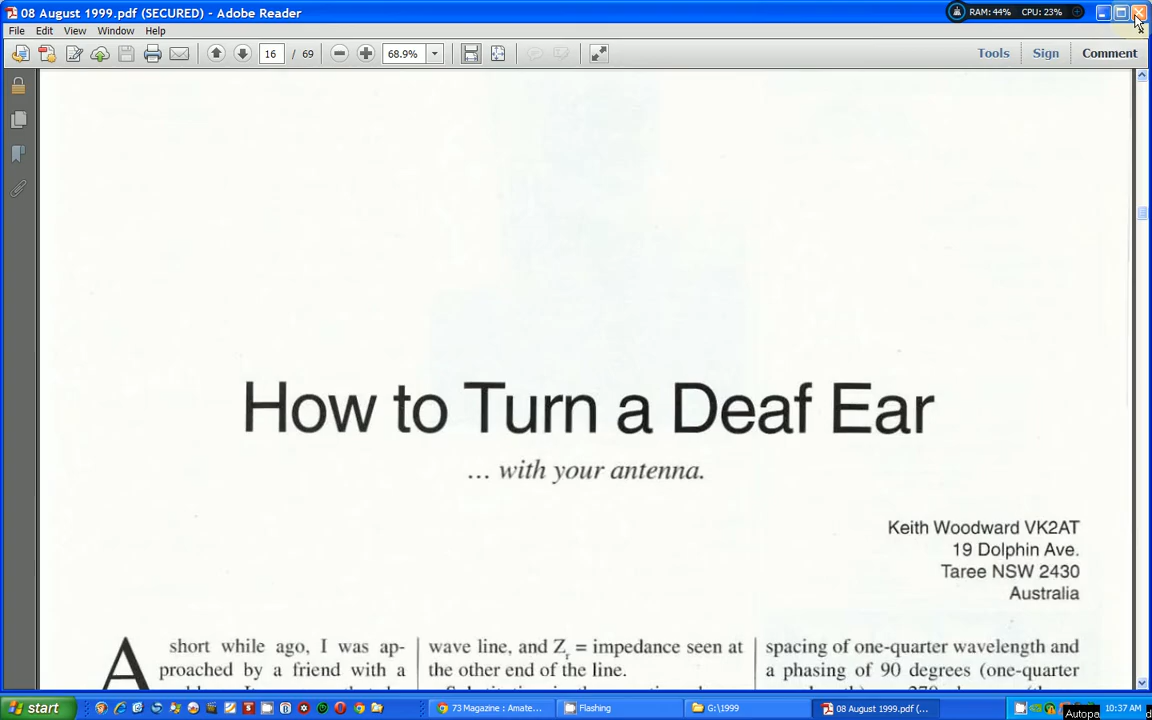 08 August 1999.pdf (SECURED) - Adobe Reader
RAM: 44% CPU: 23%
File Edit View Window Help
16 / 69 68.9% Tools Sign Comment
How to Turn a Deaf Ear
... with your antenna.
Keith Woodward VK2AT
19 Dolphin Ave.
Taree NSW 2430
Australia
A short while ago, I was ap-
proached by a friend with a
wave line, and Zr = impedance seen at
the other end of the line.
spacing of one-quarter wavelength and
a phasing of 90 degrees (one-quarter
start 73 Magazine : Amate... Flashing G:\1999 08 August 1999.pdf (... 10:37 AM
Autopa